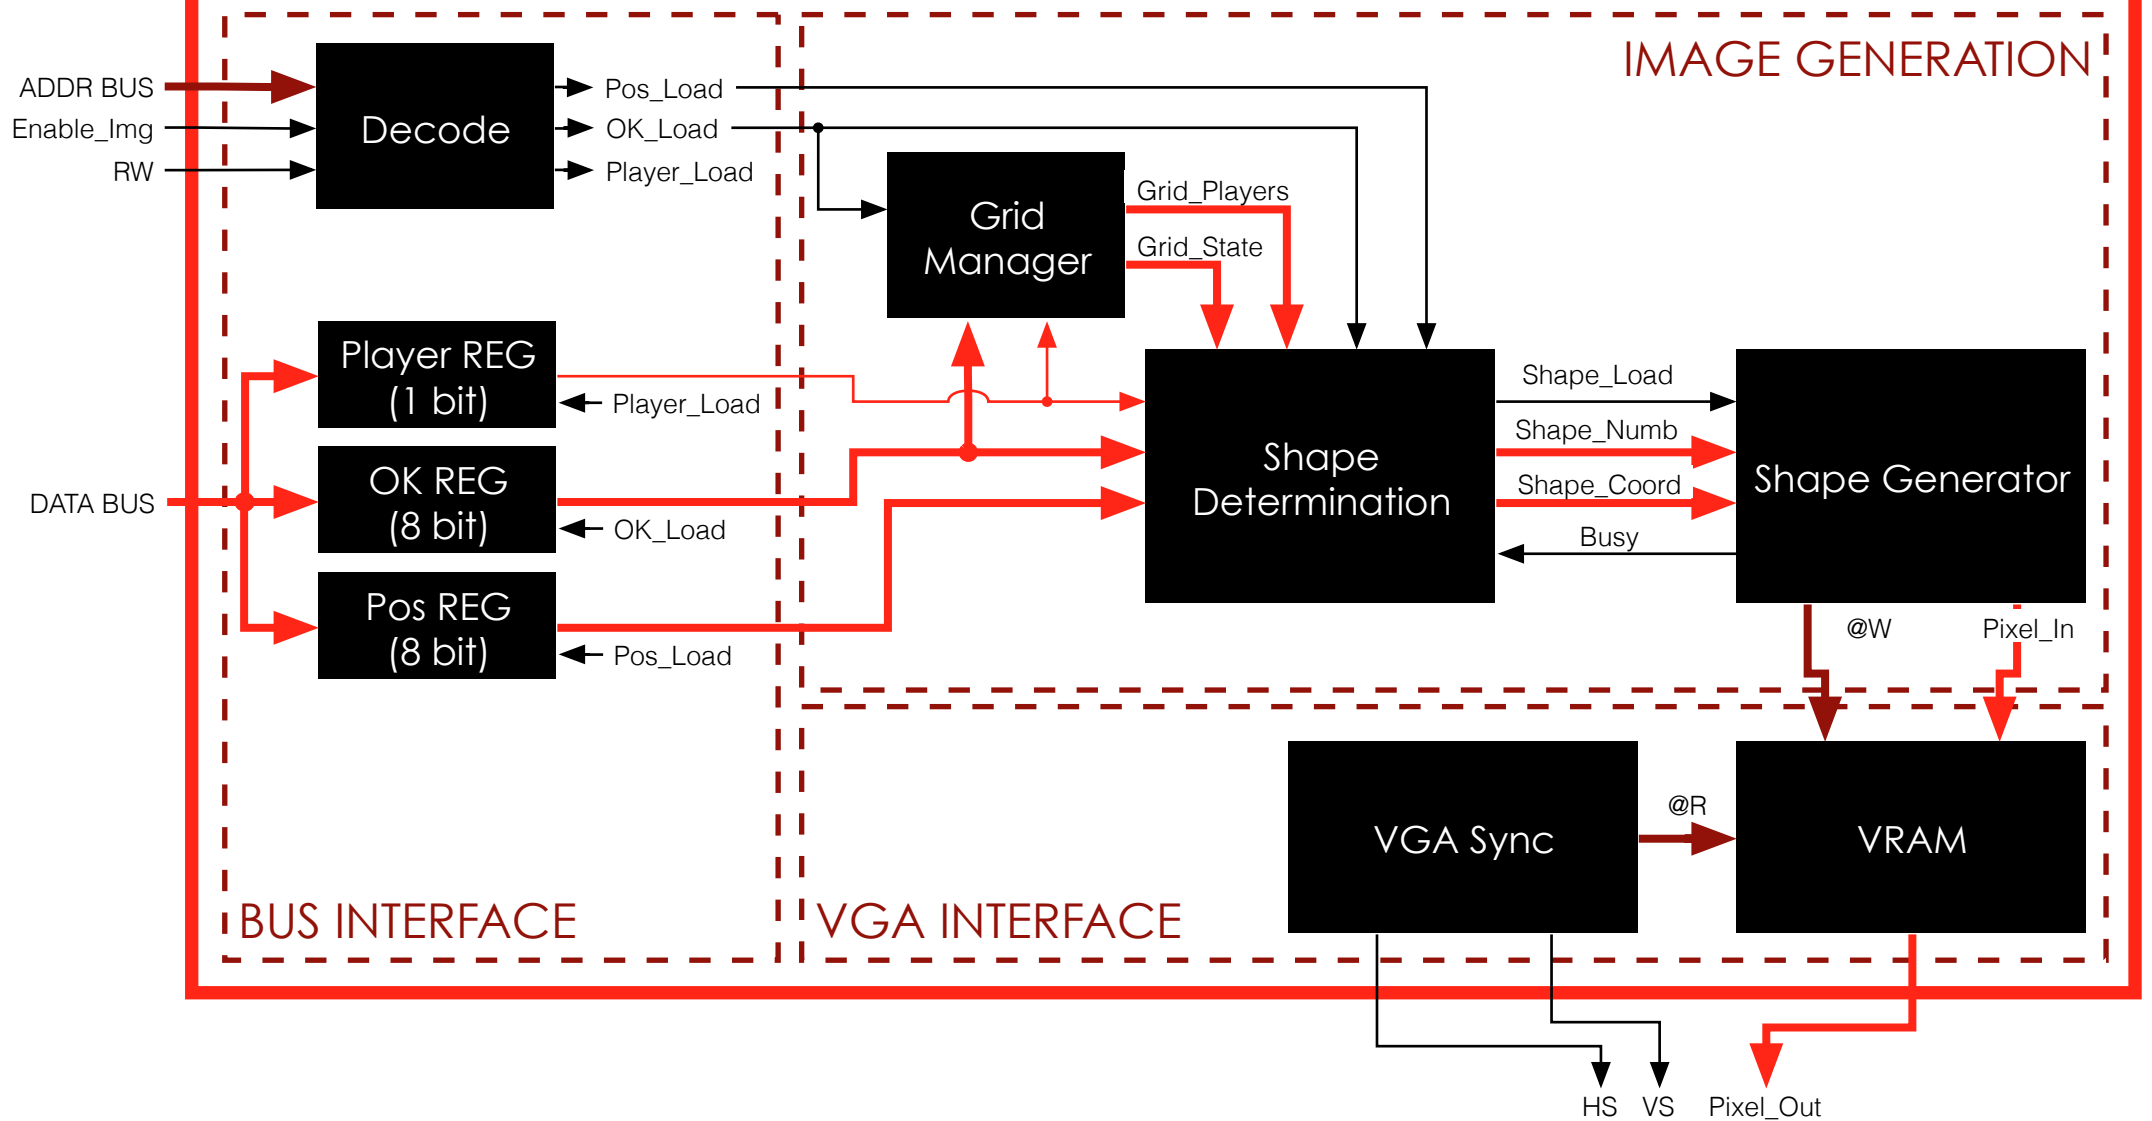 IMAGE GENERATION
ADDR BUS
Enable_Img
RW
Decode
Pos_Load
OK_Load
Player_Load
Grid
Manager
Grid_Players
Grid_State
Player REG
(1 bit)
Player_Load
OK REG
(8 bit)
OK_Load
DATA BUS
Pos REG
(8 bit)
Pos_Load
Shape
Determination
Shape_Load
Shape_Numb
Shape_Coord
Busy
Shape Generator
@W
Pixel_In
VGA Sync
@R
VRAM
BUS INTERFACE
VGA INTERFACE
HS
VS
Pixel_Out